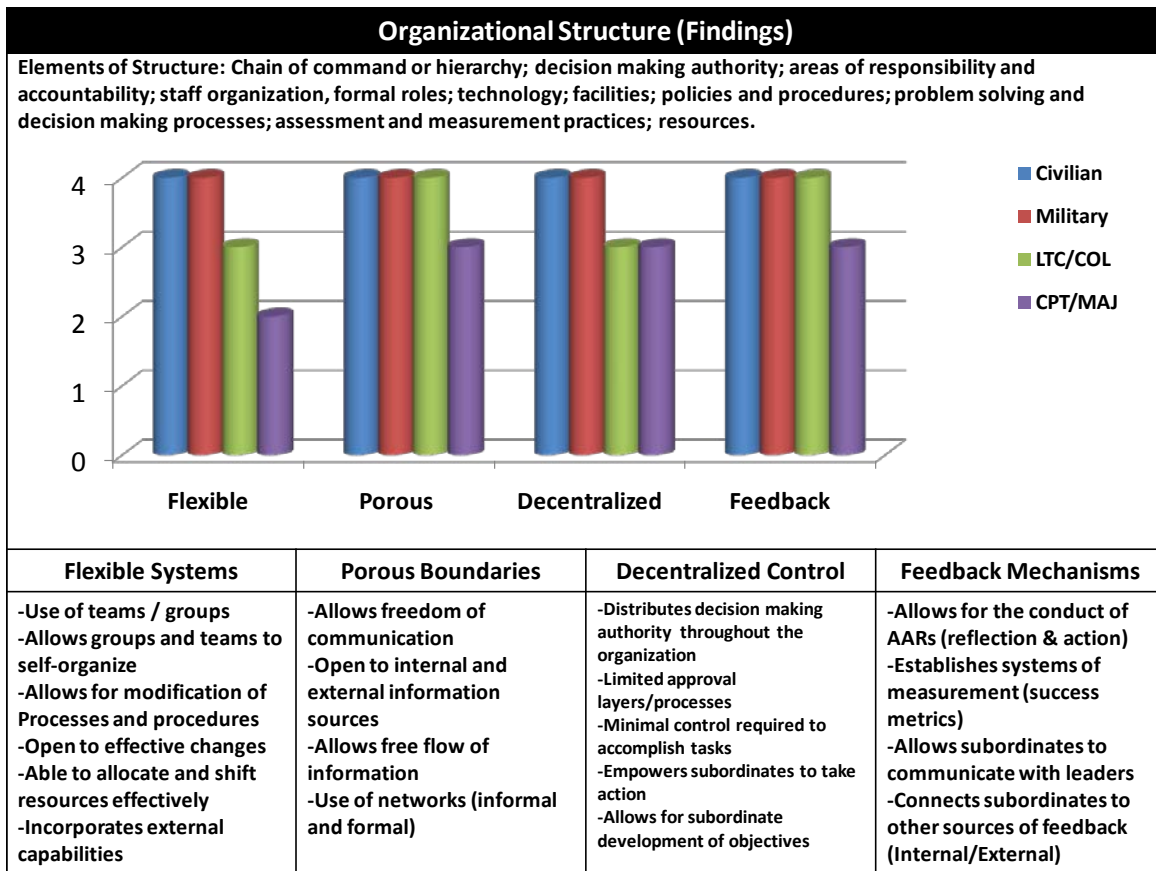 Organizational Structure (Findings)
Elements of Structure: Chain of command or hierarchy; decision making authority; areas of responsibility and
accountability; staff organization, formal roles; technology; facilities; policies and procedures; problem solving and
decision making processes; assessment and measurement practices; resources.
4
3
2
1
0
Flexible
Porous
Decentralized
Feedback
Civilian
Military
LTC/COL
CPT/MAJ
Flexible Systems
-Use of teams / groups
-Allows groups and teams to
self-organize
-Allows for modification of
Processes and procedures
-Open to effective changes
-Able to allocate and shift
resources effectively
-Incorporates external
capabilities
Porous Boundaries
-Allows freedom of
communication
-Open to internal and
external information
sources
-Allows free flow of
information
-Use of networks (informal
and formal)
Decentralized Control
-Distributes decision making
authority throughout the
organization
-Limited approval
layers/processes
-Minimal control required to
accomplish tasks
-Empowers subordinates to take
action
-Allows for subordinate
development of objectives
Feedback Mechanisms
-Allows for the conduct of
AARs (reflection & action)
-Establishes systems of
measurement (success
metrics)
-Allows subordinates to
communicate with leaders
-Connects subordinates to
other sources of feedback
(Internal/External)